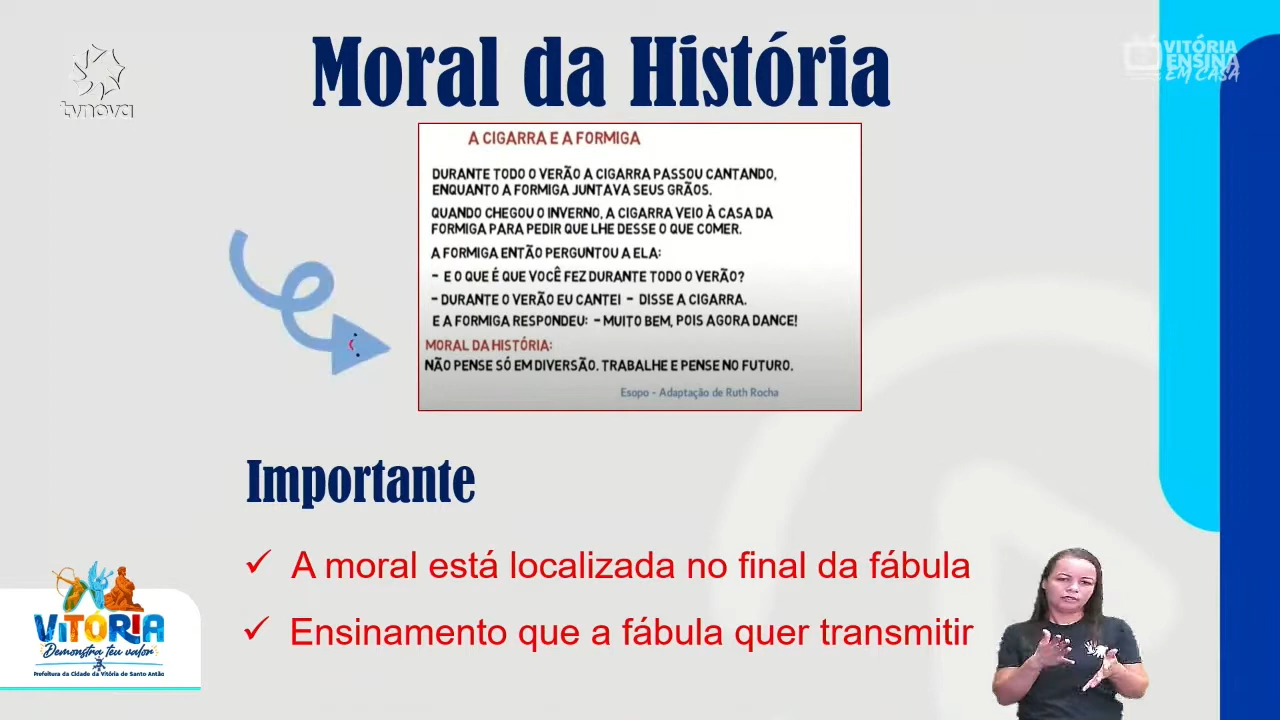 Moral da História
tvnova
VITÓRIA
ENSINA
EM CASA
A CIGARRA E A FORMIGA
DURANTE TODO O VERÃO A CIGARRA PASSOU CANTANDO,
ENQUANTO A FORMIGA JUNTAVA SEUS GRÃOS.
QUANDO CHEGOU O INVERNO, A CIGARRA VEIO À CASA DA
FORMIGA PARA PEDIR QUE LHE DESSE O QUE COMER.
A FORMIGA ENTÃO PERGUNTOU A ELA:
- E O QUE É QUE VOCÊ FEZ DURANTE TODO O VERÃO?
- DURANTE O VERÃO EU CANTEI - DISSE A CIGARRA.
E A FORMIGA RESPONDEU: - MUITO BEM, POIS AGORA DANCE!
MORAL DA HISTÓRIA:
NÃO PENSE SÓ EM DIVERSÃO. TRABALHE E PENSE NO FUTURO.
Esopo - Adaptação de Ruth Rocha
Importante
✓ A moral está localizada no final da fábula
✓ Ensinamento que a fábula quer transmitir
ViTÓRiA
Demonstra teu valor
Prefeitura da Cidade da Vitória de Santo Antão